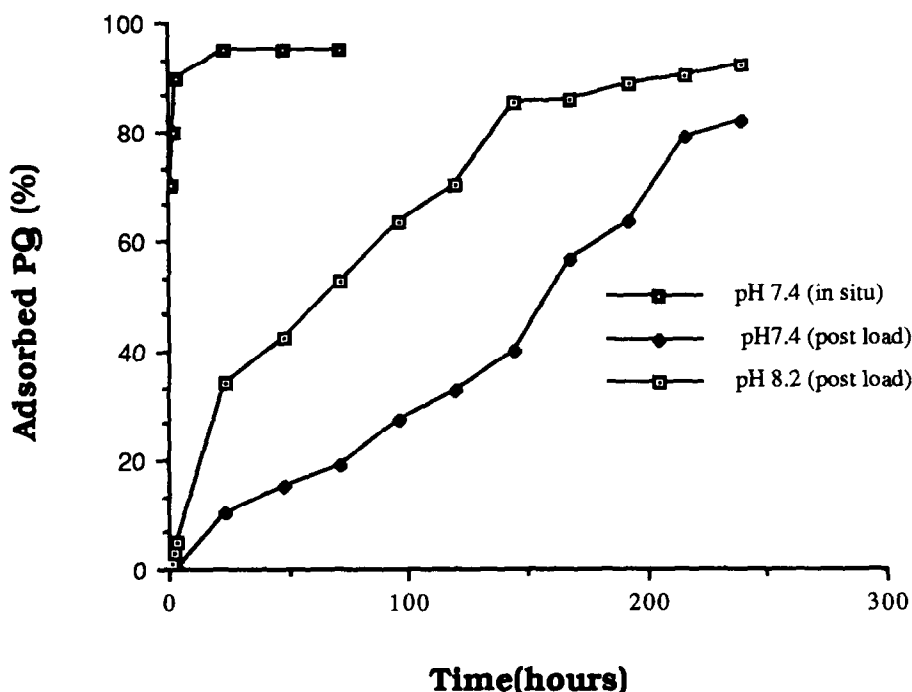 100
80
60
40
20
0
Adsorbed PQ (%)
0 100 200 300
Time(hours)
pH 7.4 (in situ)
pH7.4 (post load)
pH 8.2 (post load)